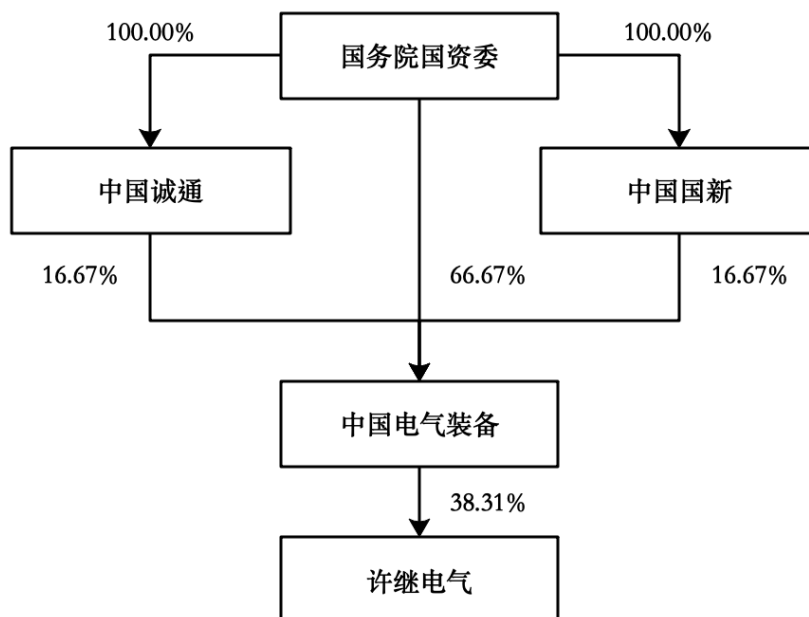 100.00%
国务院国资委
100.00%
中国诚通
中国国新
16.67%
66.67%
16.67%
中国电气装备
38.31%
许继电气